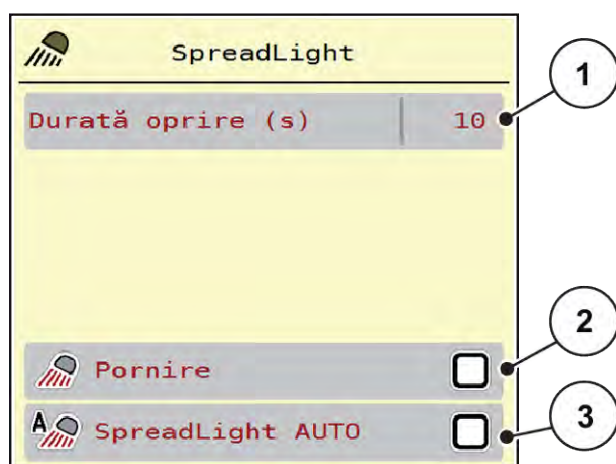 SpreadLight
1
Durată oprire (s) 10
2
Pornire
3
A
SpreadLight AUTO